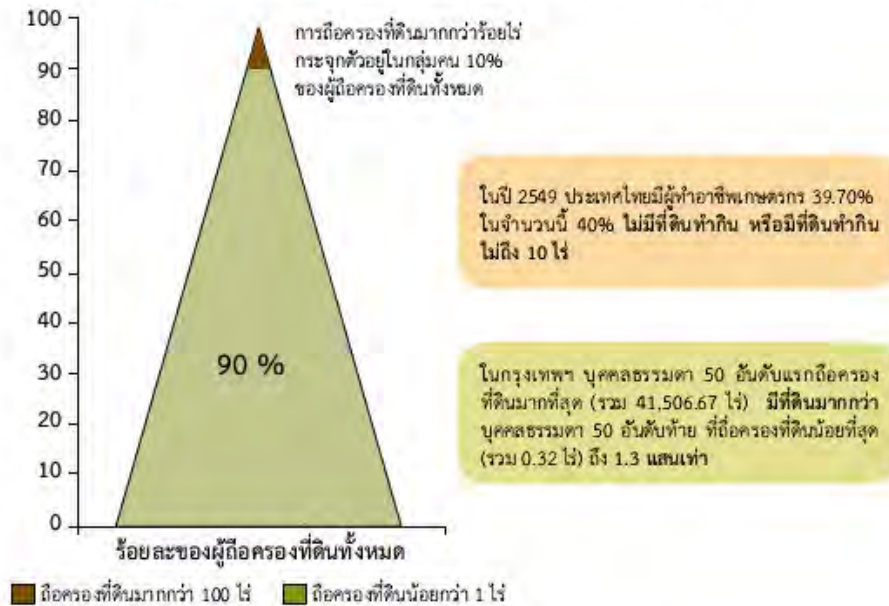 100
90
80
70
60
50
40
30
20
10
0
การถือครองที่ดินมากกว่าร้อยไร่
กระจุกตัวอยู่ในกลุ่มคน 10%
ของผู้ถือครองที่ดินทั้งหมด
90 %
ในปี 2549 ประเทศไทยมีผู้ทำอาชีพเกษตรกร 39.70%
ในจำนวนนี้ 40% ไม่มีที่ดินทำกิน หรือมีที่ดินทำกิน
ไม่ถึง 10 ไร่
ในกรุงเทพฯ บุคคลธรรมดา 50 อันดับแรกถือครอง
ที่ดินมากที่สุด (รวม 41,506.67 ไร่) มีที่ดินมากกว่า
บุคคลธรรมดา 50 อันดับท้าย ที่ถือครองที่ดินน้อยที่สุด
(รวม 0.32 ไร่) ถึง 1.3 แสนเท่า
ร้อยละของผู้ถือครองที่ดินทั้งหมด
ถือครองที่ดินมากกว่า 100 ไร่ ถือครองที่ดินน้อยกว่า 1 ไร่